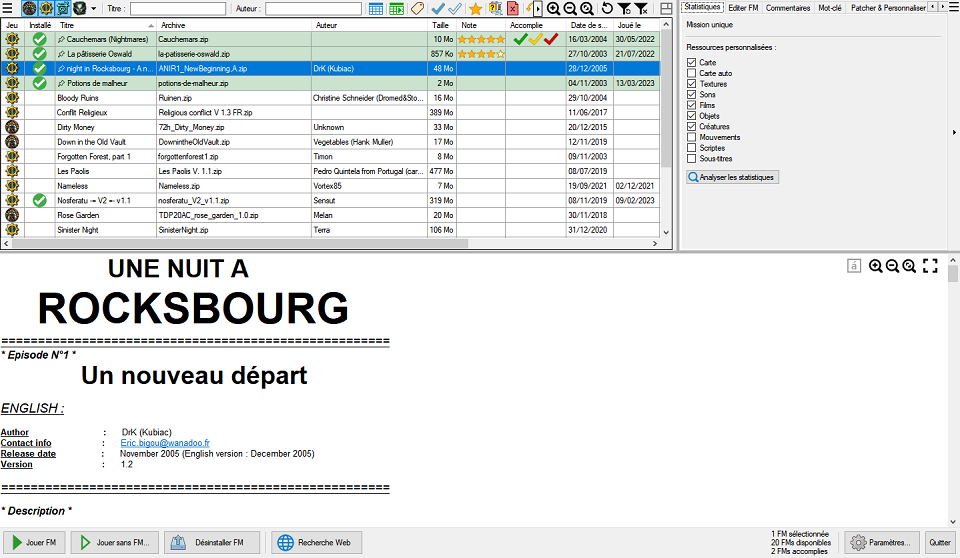 Titre : Auteur :
Jeu Installé Titre Archive Auteur Taille Note Accomplie Date de s... Joué le
Cauchemars (Nightmares) Cauchemars.zip 10 Mo 16/03/2004 30/05/2022
La pâtisserie Oswald la-patisserie-oswald.zip 857 Ko 27/10/2003 21/07/2022
night in Rocksbourg - A n... ANIR1_NewBeginning,A.zip DrK (Kubiac) 48 Mo 28/12/2005
Potions de malheur potions-de-malheur.zip 2 Mo 04/11/2003 13/03/2023
Bloody Ruins Ruinen.zip Christine Schneider (Dromed&Sto... 16 Mo 29/10/2004
Conflit Religieux Religious conflict V 1.3 FR.zip 389 Mo 11/06/2017
Dirty Money 72h_Dirty_Money.zip Unknown 33 Mo 20/12/2015
Down in the Old Vault DownintheOldVault.zip Vegetables (Hank Muller) 17 Mo 12/11/2019
Forgotten Forest, part 1 forgottenforest1.zip Timon 8 Mo 09/11/2003
Les Paolis Les Paolis V. 1.1.zip Pedro Quintela from Portugal (car... 477 Mo 08/07/2019
Nameless Nameless.zip Vortex85 7 Mo 19/09/2021 02/12/2021
Nosferatu -= V2 =- v1.1 nosferatu_V2_v1.1.zip Sensut 319 Mo 08/11/2019 09/02/2023
Rose Garden TDP20AC_rose_garden_1.0.zip Melan 20 Mo 30/11/2018
Sinister Night SinisterNight.zip Terra 106 Mo 31/12/2020
Statistiques Editer FM Commentaires Mot-clé Patcher & Personnaliser
Mission unique
Ressources personnalisées :
Carte
Carte auto
Textures
Sons
Films
Objets
Créatures
Mouvements
Scriptes
Sous-titres
Analyser les statistiques
UNE NUIT A
ROCKSBOURG
=====================================================
* Episode N°1 *
Un nouveau départ
ENGLISH :
Author : DrK (Kubiac)
Contact info : Eric.bigou@wanadoo.fr
Release date : November 2005 (English version : December 2005)
Version : 1.2
=====================================================
* Description *
á
Jouer FM Jouer sans FM... Désinstaller FM Recherche Web
1 FM sélectionnée
20 FMs disponibles
2 FMs accomplies
Paramètres... Quitter